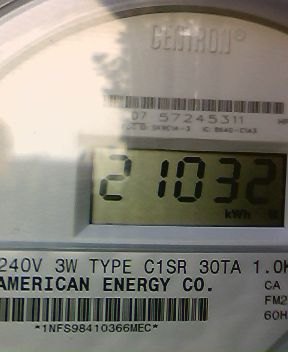 CENTRON®
07 57245311
21032
kWh
240V 3W TYPE C1SR 30TA 1.0K
AMERICAN ENERGY CO.
CA
FM2
60H
*1NFS98410366MEC*